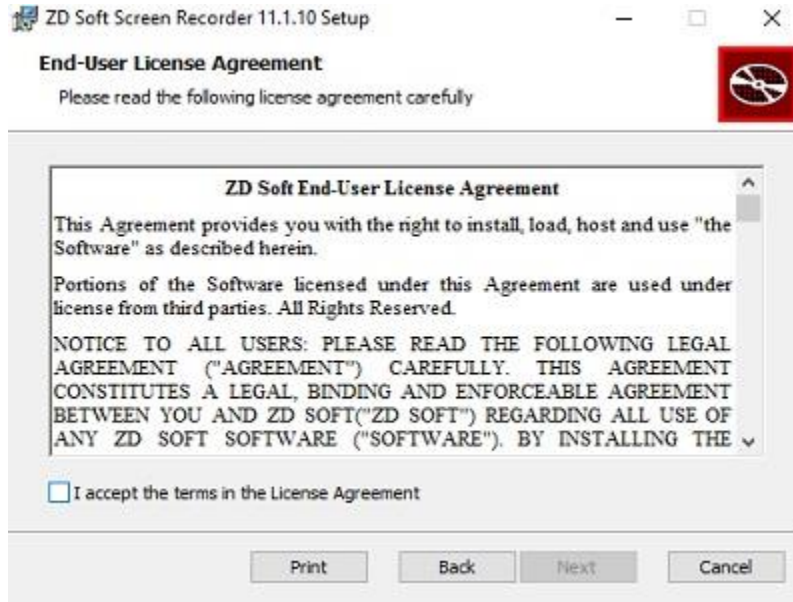 ZD Soft Screen Recorder 11.1.10 Setup
End-User License Agreement
Please read the following license agreement carefully
ZD Soft End-User License Agreement
This Agreement provides you with the right to install, load, host and use "the
Software" as described herein.
Portions of the Software licensed under this Agreement are used under
license from third parties. All Rights Reserved.
NOTICE TO ALL USERS: PLEASE READ THE FOLLOWING LEGAL
AGREEMENT ("AGREEMENT") CAREFULLY. THIS AGREEMENT
CONSTITUTES A LEGAL, BINDING AND ENFORCEABLE AGREEMENT
BETWEEN YOU AND ZD SOFT("ZD SOFT") REGARDING ALL USE OF
ANY ZD SOFT SOFTWARE ("SOFTWARE"). BY INSTALLING THE
I accept the terms in the License Agreement
Print Back Next Cancel